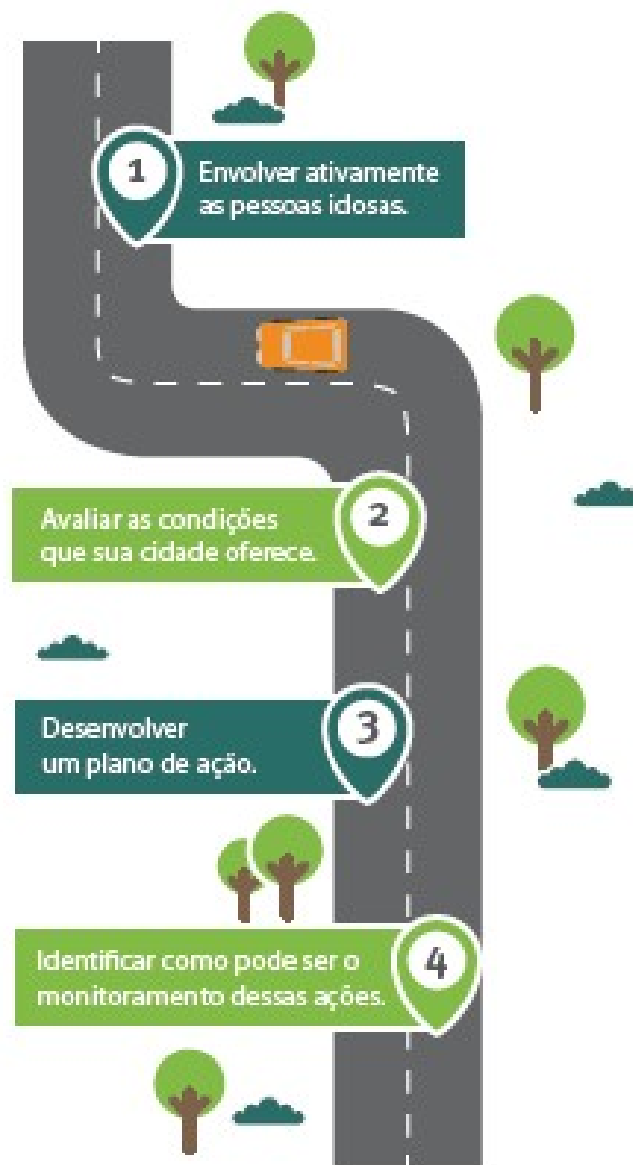 1
Envolver ativamente
as pessoas idosas.
2
Avaliar as condições
que sua cidade oferece.
3
Desenvolver
um plano de ação.
4
Identificar como pode ser o
monitoramento dessas ações.